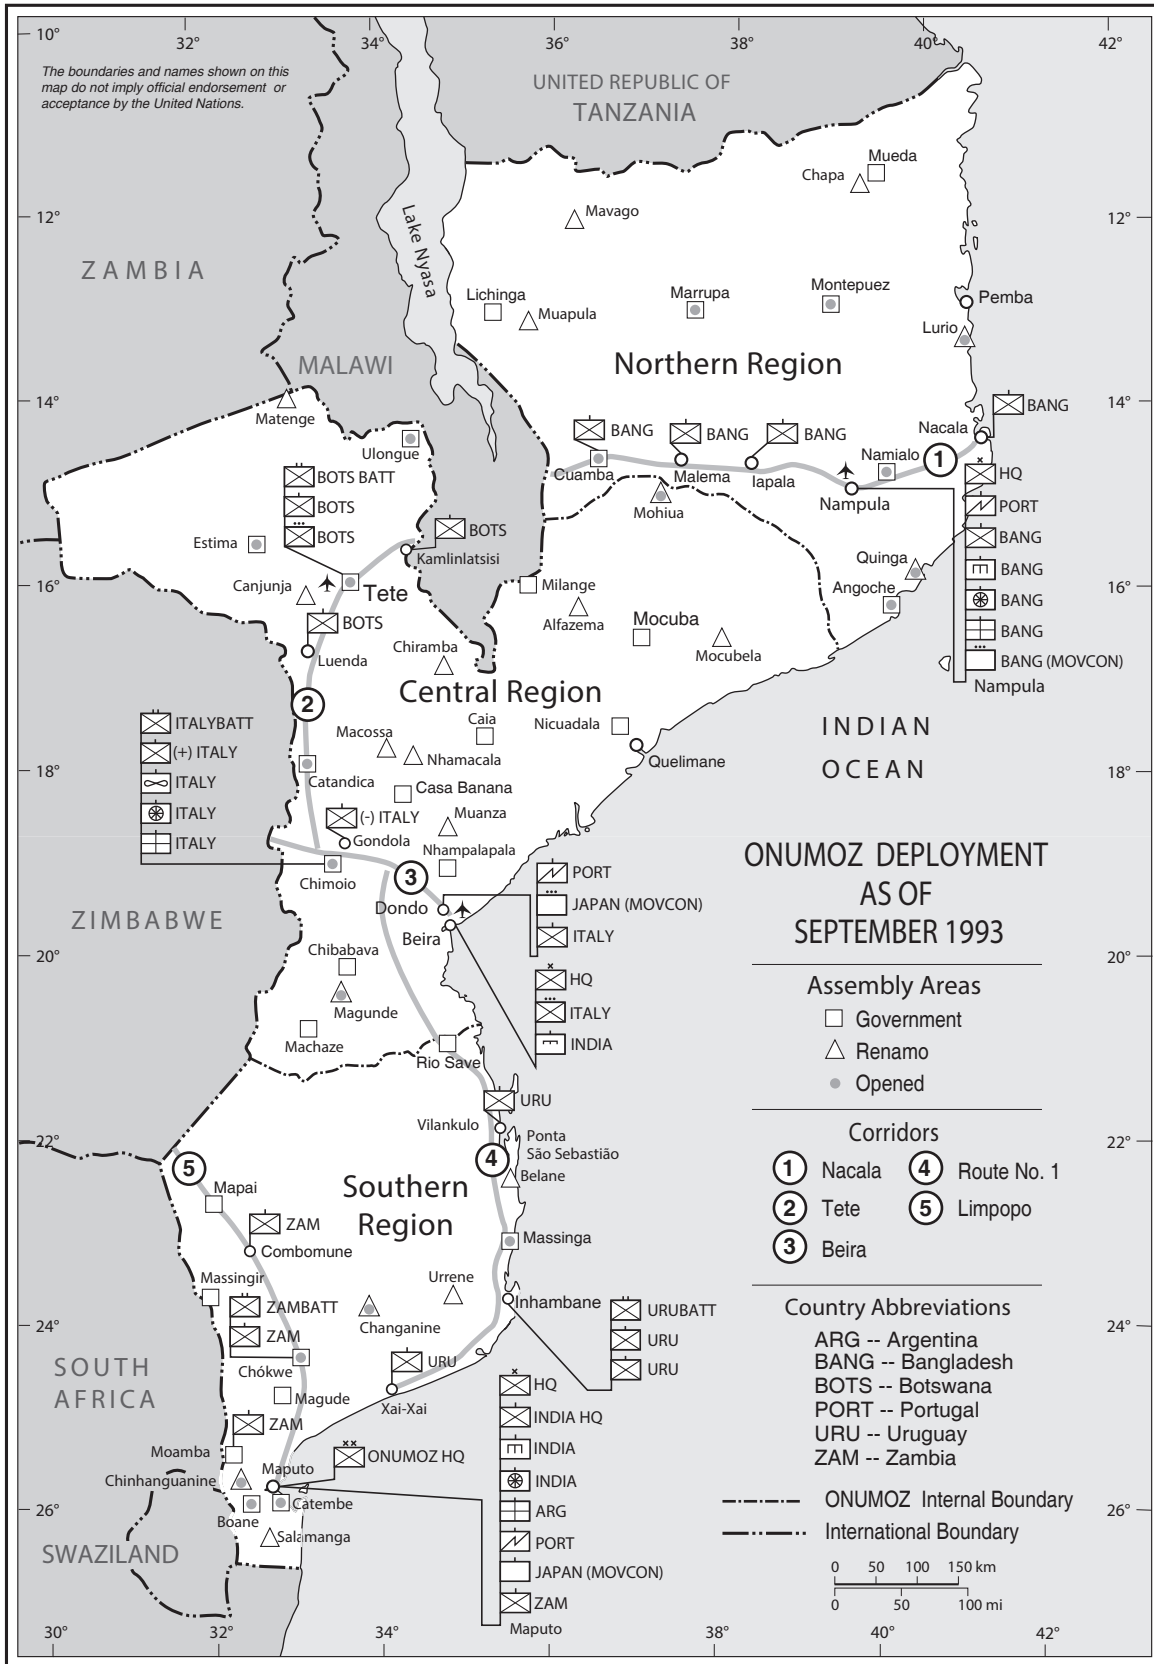 10°
32°
34°
36°
38°
40°
42°
The boundaries and names shown on this
map do not imply official endorsement or
acceptance by the United Nations.
UNITED REPUBLIC OF
TANZANIA
Mueda
Chapa
Mavago
12°
12°
Lake Nyasa
ZAMBIA
Lichinga
Muapula
Marrupa
Montepuez
Pemba
Lurio
MALAWI
Northern Region
14°
14°
Matenge
Ulongue
BANG
Nacala
BANG
BANG
BANG
Cuamba
Malema
Iapala
Namialo
1
Nampula
Mohiua
HQ
PORT
BANG
BANG
BANG
BANG
BANG (MOVCON)
Nampula
BOTS BATT
BOTS
BOTS
BOTS
Kamlinlatsisi
Estima
Canjunja
Tete
16°
16°
Milange
Alfazema
Quinga
Angoche
Mocuba
Mocubela
BOTS
Luenda
Chiramba
Central Region
2
ITALYBATT
(+) ITALY
ITALY
ITALY
ITALY
Macossa
Nhamacala
Caia
Nicuadala
Quelimane
INDIAN
OCEAN
18°
18°
Catandica
Casa Banana
(-) ITALY
Gondola
Muanza
Nhampalapala
Chimoio
3
Dondo
Beira
PORT
JAPAN (MOVCON)
ITALY
HQ
ITALY
INDIA
ZIMBABWE
20°
20°
Chibabava
Magunde
Machaze
Rio Save
ONUMOZ DEPLOYMENT
AS OF
SEPTEMBER 1993
Assembly Areas
Government
Renamo
Opened
URU
Vilankulo
Ponta
São Sebastião
Belane
4
22°
22°
5
Mapai
Southern
Region
Corridors
1 Nacala
4 Route No. 1
2 Tete
5 Limpopo
3 Beira
ZAM
Combomune
Massinga
Massingir
Urrene
Inhambane
ZAMBATT
ZAM
Changanine
URUBATT
URU
URU
24°
24°
Country Abbreviations
ARG -- Argentina
BANG -- Bangladesh
BOTS -- Botswana
PORT -- Portugal
URU -- Uruguay
ZAM -- Zambia
SOUTH
AFRICA
Chókwe
URU
Xai-Xai
Magude
ZAM
Moamba
Maputo
ONUMOZ HQ
Chinhanguanine
Catembe
Boane
Salamanga
HQ
INDIA HQ
INDIA
INDIA
ARG
PORT
JAPAN (MOVCON)
ZAM
Maputo
26°
26°
SWAZILAND
ONUMOZ Internal Boundary
International Boundary
0 50 100 150 km
0 50 100 mi
30°
32°
34°
38°
40°
42°